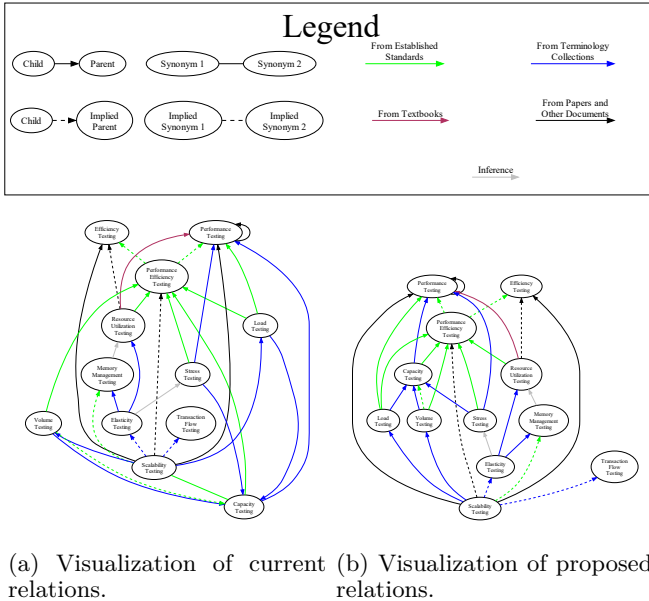 Legend
From Established
Standards
From Terminology
Collections
Child
Parent
Synonym 1
Synonym 2
Child
Implied
Parent
Implied
Synonym 1
Implied
Synonym 2
From Textbooks
From Papers and
Other Documents
Inference
Efficiency
Testing
Performance
Testing
Performance
Efficiency
Testing
Resource
Utilization
Testing
Load Testing
Memory
Management
Testing
Stress
Testing
Volume
Testing
Elasticity
Testing
Transaction
Flow
Testing
Scalability
Testing
Capacity
Testing
Performance
Testing
Efficiency
Testing
Performance
Efficiency
Testing
Capacity
Testing
Resource
Utilization
Testing
Load
Testing
Volume
Testing
Stress
Testing
Memory
Management
Testing
Elasticity
Testing
Transaction
Flow
Testing
Scalability
Testing
(a) Visualization of current
relations.
(b) Visualization of proposed
relations.